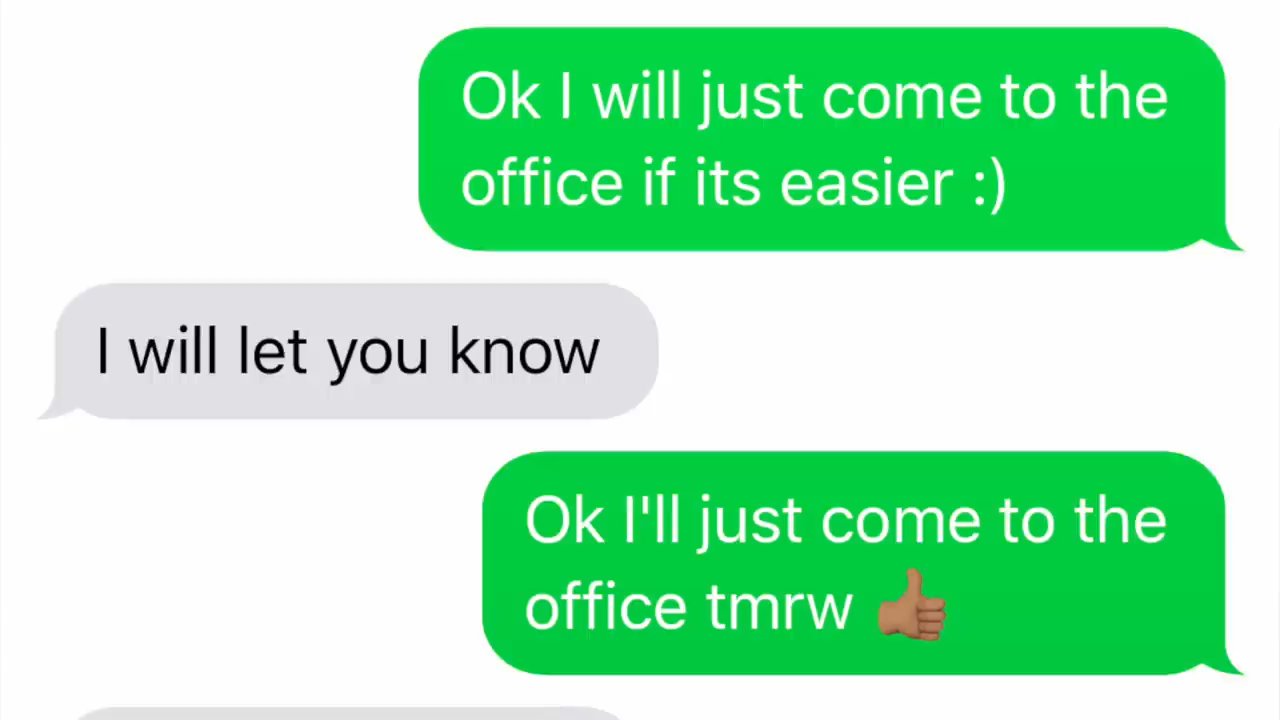 Ok I will just come to the
office if its easier :)
I will let you know
Ok I'll just come to the
office tmrw 👍🏽